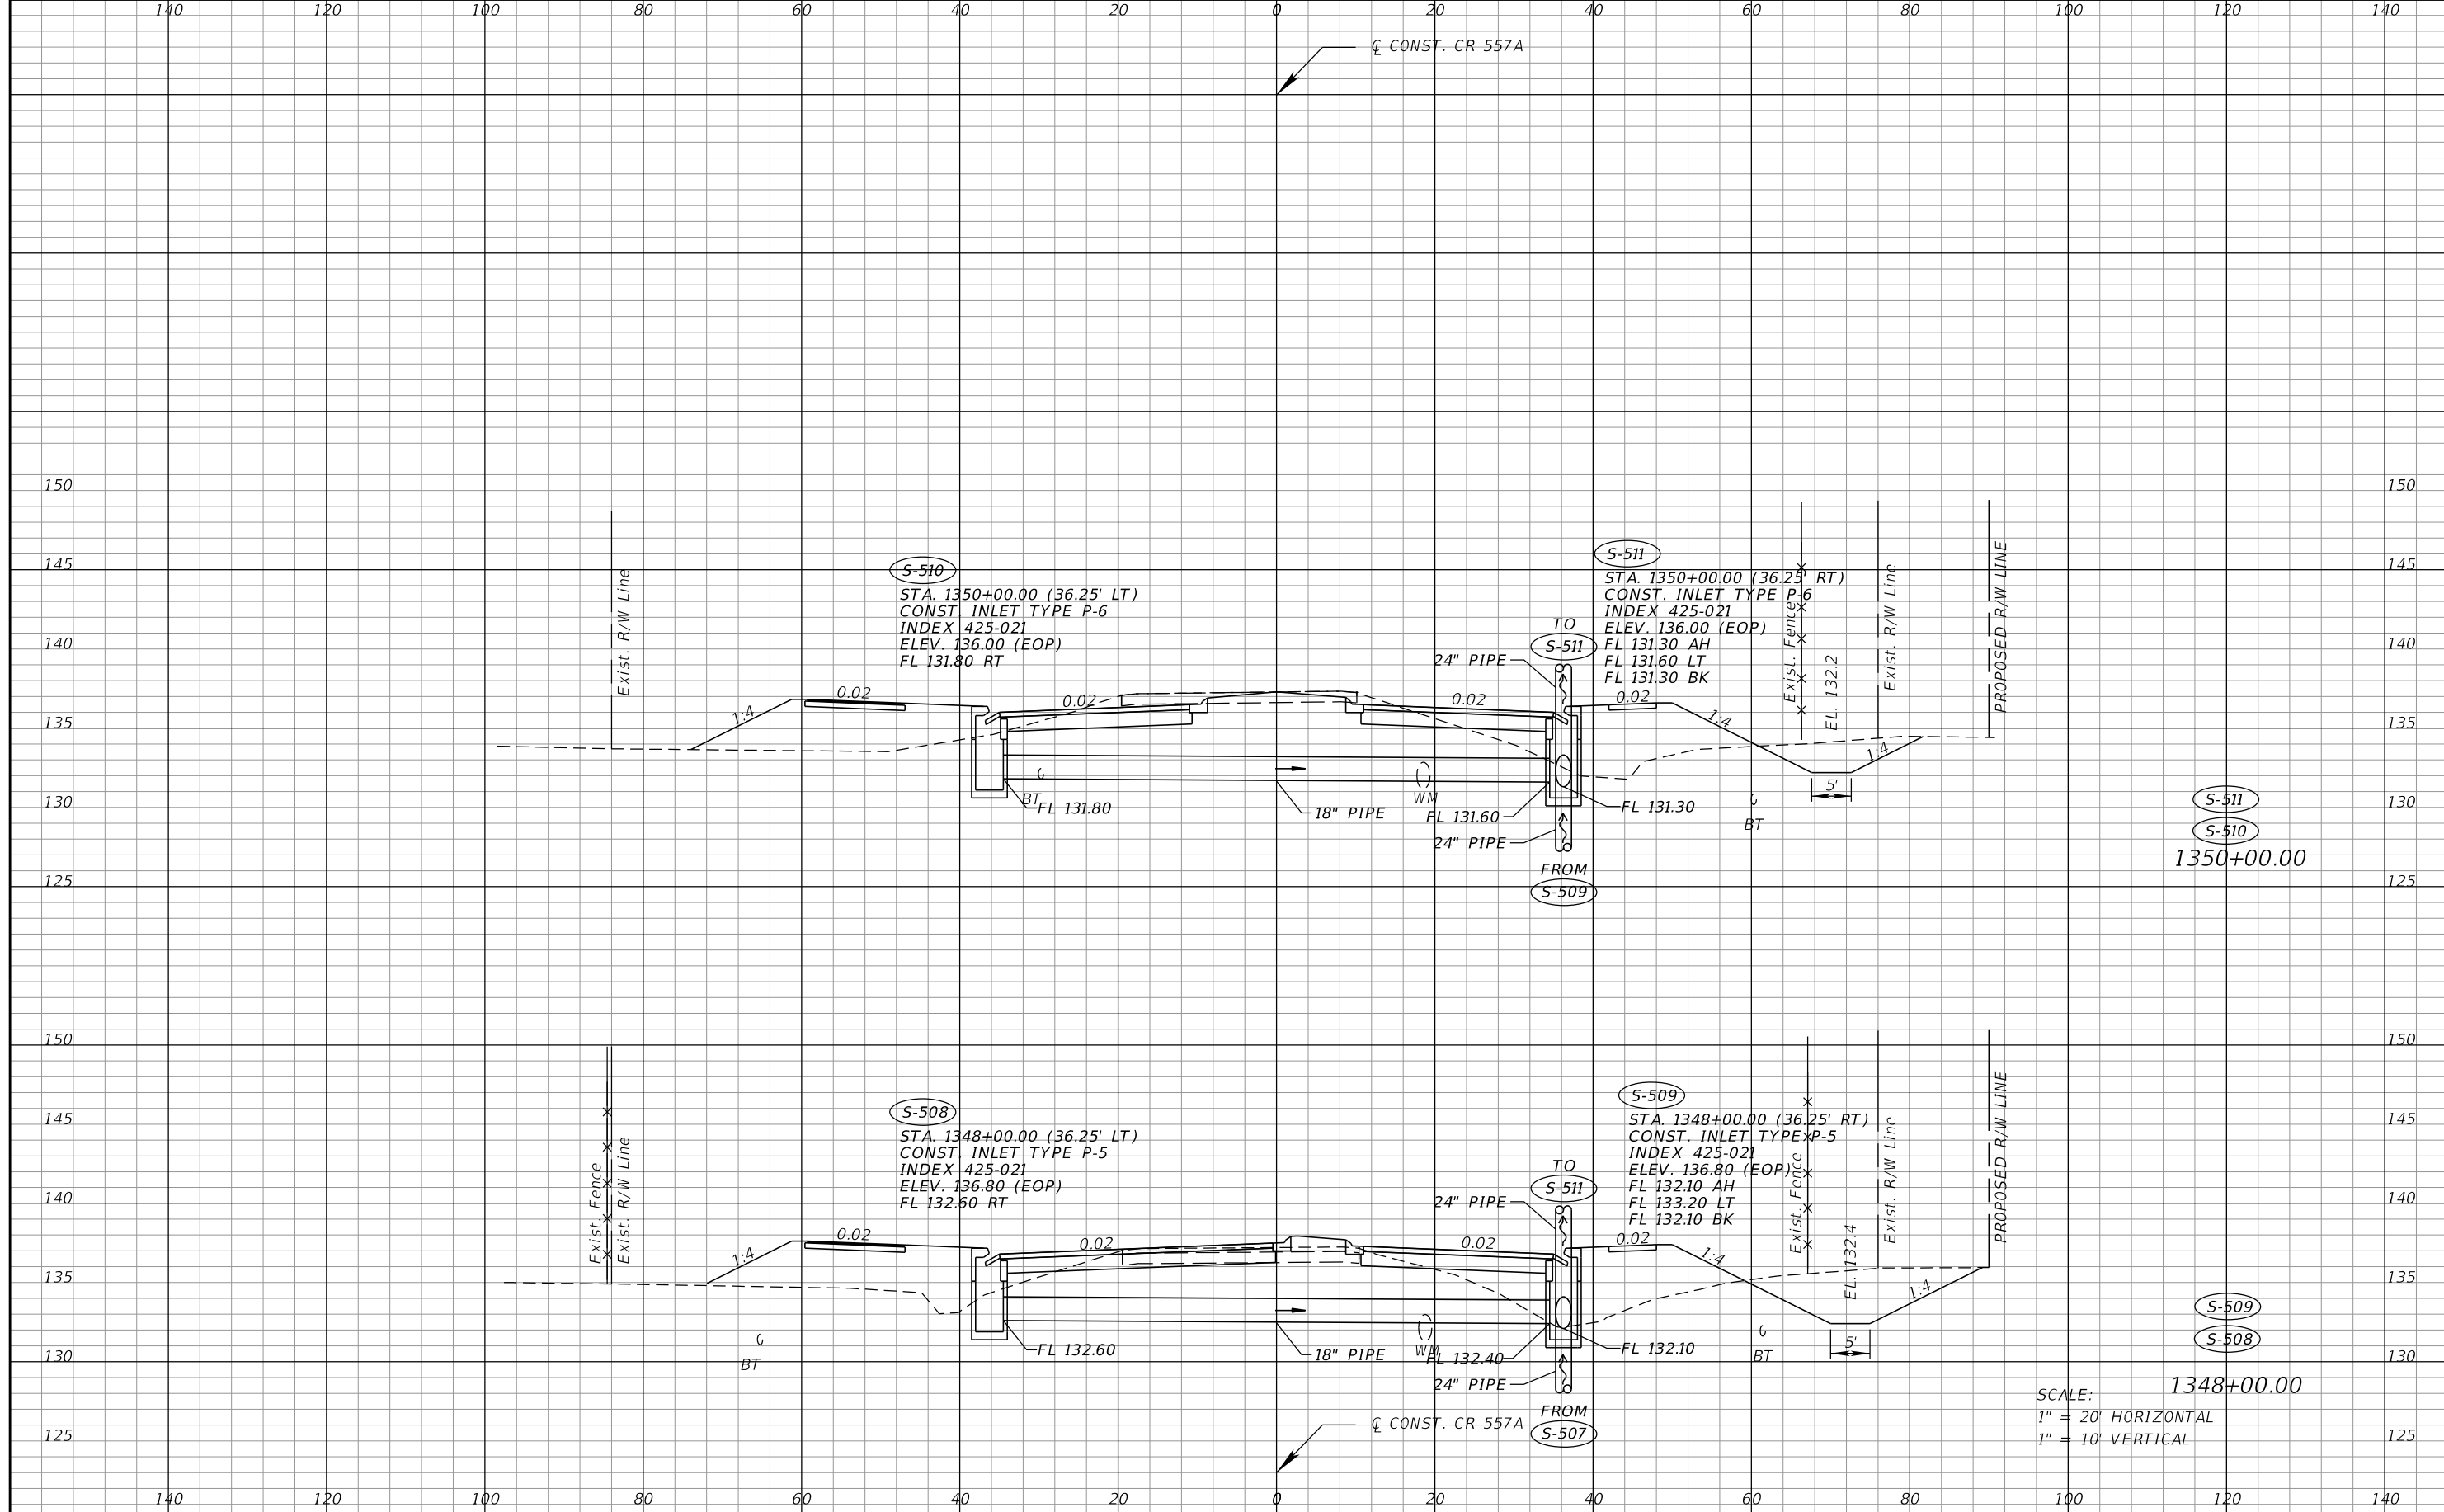 140 120 100 80 60 40 20 0 20 40 60 80 100 120 140
℄ CONST. CR 557A
150 150
145 145
140 140
135 135
130 130
125 125
Exist. R/W Line
S-510
STA. 1350+00.00 (36.25' LT)
CONST. INLET TYPE P-6
INDEX 425-021
ELEV. 136.00 (EOP)
FL 131.80 RT
S-511
STA. 1350+00.00 (36.25' RT)
CONST. INLET TYPE P-6
INDEX 425-021
ELEV. 136.00 (EOP)
FL 131.30 AH
FL 131.60 LT
FL 131.30 BK
TO
S-511
24" PIPE
Exist. Fence
EL. 132.2
Exist. R/W Line
PROPOSED R/W LINE
1:4
0.02
0.02
0.02
0.02
1:4
1:4
5'
BT
FL 131.80
18" PIPE
WM
FL 131.60
FL 131.30
24" PIPE
BT
FROM
S-509
S-511
S-510
1350+00.00
150 150
145 145
140 140
135 135
130 130
125 125
Exist. Fence
Exist. R/W Line
S-508
STA. 1348+00.00 (36.25' LT)
CONST. INLET TYPE P-5
INDEX 425-021
ELEV. 136.80 (EOP)
FL 132.60 RT
S-509
STA. 1348+00.00 (36.25' RT)
CONST. INLET TYPE P-5
INDEX 425-021
ELEV. 136.80 (EOP)
FL 132.10 AH
FL 133.20 LT
FL 132.10 BK
TO
S-511
24" PIPE
Exist. Fence
EL. 132.4
Exist. R/W Line
PROPOSED R/W LINE
1:4
0.02
0.02
0.02
0.02
1:4
1:4
5'
BT
FL 132.60
18" PIPE
WM
FL 132.40
FL 132.10
24" PIPE
BT
FROM
S-507
℄ CONST. CR 557A
S-509
S-508
1348+00.00
SCALE:
1" = 20' HORIZONTAL
1" = 10' VERTICAL
140 120 100 80 60 40 20 0 20 40 60 80 100 120 140